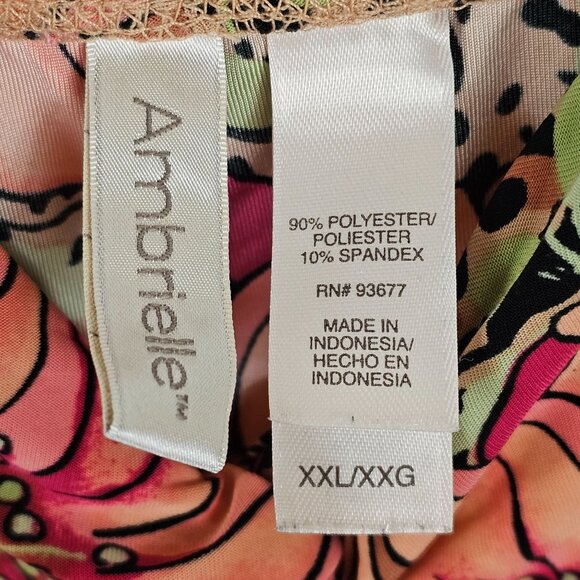 Ambrielle™
90% POLYESTER/
POLIESTER
10% SPANDEX
RN# 93677
MADE IN
INDONESIA/
HECHO EN
INDONESIA
XXL/XXG